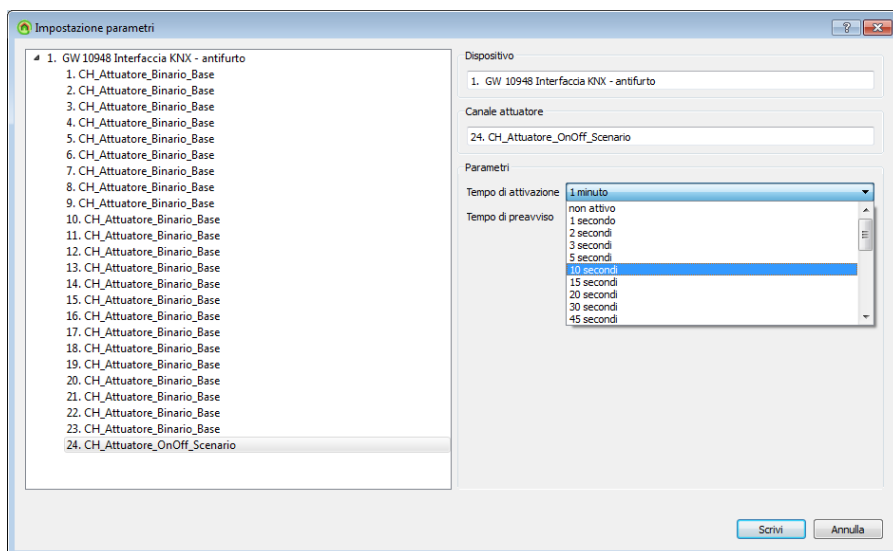 Impostazione parametri
1. GW 10948 Interfaccia KNX - antifurto
1. CH_Attuatore_Binario_Base
2. CH_Attuatore_Binario_Base
3. CH_Attuatore_Binario_Base
4. CH_Attuatore_Binario_Base
5. CH_Attuatore_Binario_Base
6. CH_Attuatore_Binario_Base
7. CH_Attuatore_Binario_Base
8. CH_Attuatore_Binario_Base
9. CH_Attuatore_Binario_Base
10. CH_Attuatore_Binario_Base
11. CH_Attuatore_Binario_Base
12. CH_Attuatore_Binario_Base
13. CH_Attuatore_Binario_Base
14. CH_Attuatore_Binario_Base
15. CH_Attuatore_Binario_Base
16. CH_Attuatore_Binario_Base
17. CH_Attuatore_Binario_Base
18. CH_Attuatore_Binario_Base
19. CH_Attuatore_Binario_Base
20. CH_Attuatore_Binario_Base
21. CH_Attuatore_Binario_Base
22. CH_Attuatore_Binario_Base
23. CH_Attuatore_Binario_Base
24. CH_Attuatore_OnOff_Scenario
Dispositivo
1. GW 10948 Interfaccia KNX - antifurto
Canale attuatore
24. CH_Attuatore_OnOff_Scenario
Parametri
Tempo di attivazione 1 minuto
Tempo di preavviso
non attivo
1 secondo
2 secondi
3 secondi
5 secondi
10 secondi
15 secondi
20 secondi
30 secondi
45 secondi
Scrivi
Annulla